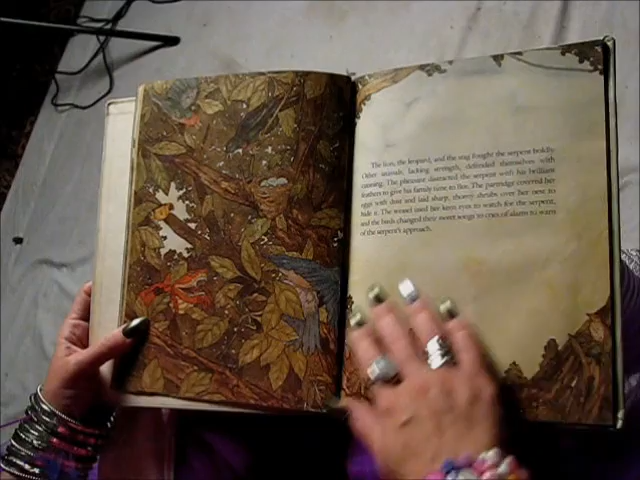 The lion, the leopard, and the stag fought the serpent boldly.
Other animals, lacking strength, defended themselves with
cunning. The pheasant distracted the serpent with his brilliant
feathers to give his family time to flee. The partridge covered her
eggs with dust and laid sharp, thorny shrubs over her nest to
hide it. The weasel used her keen eyes to watch for the serpent,
and the birds changed their sweet songs to cries of alarm to warn
of the serpent's approach.